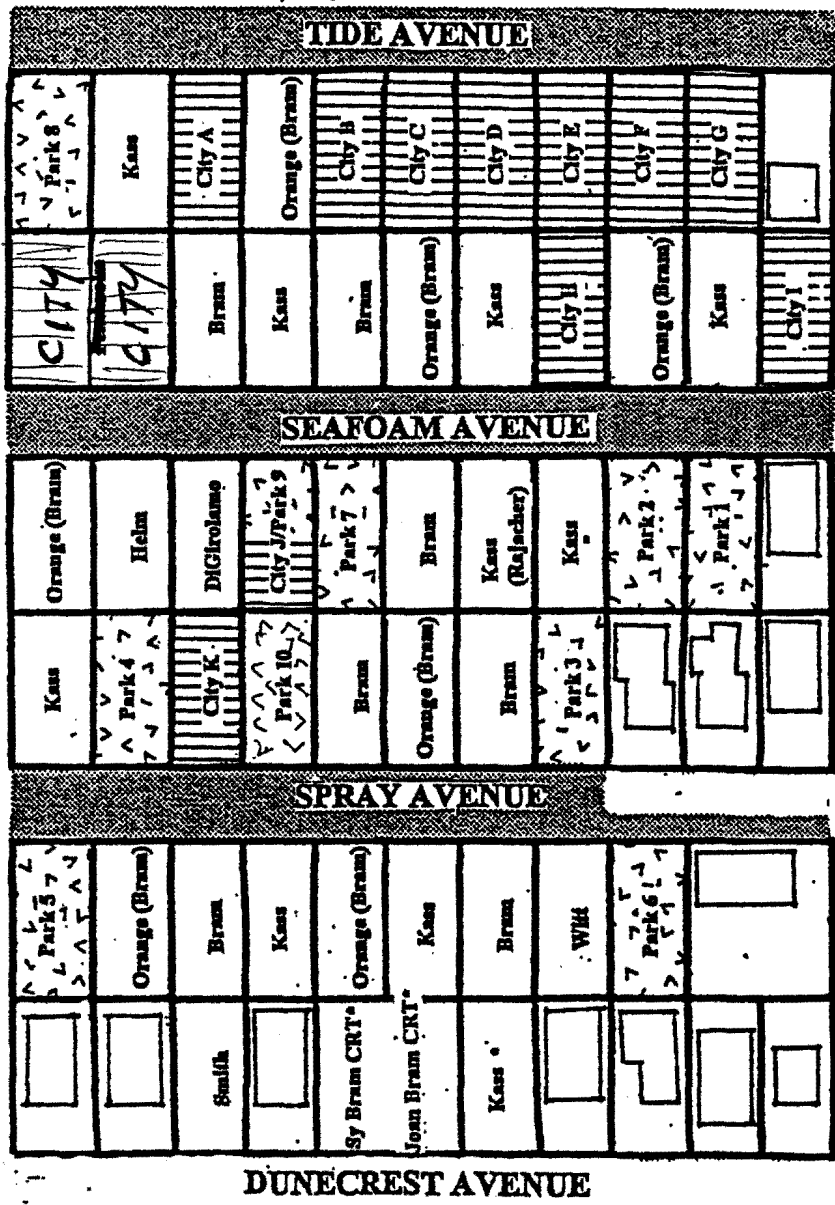 TIDE AVENUE
Park 8
Kass
City A
Orange (Bram)
City B
City C
City D
City E
City F
City G
CITY
CITY
Bram
Kass
Bram
Orange (Bram)
Kass
City H
Orange (Bram)
Kass
City I
SEAFOAM AVENUE
Orange (Bram)
Helm
DiGirolamo
City J/Park 9
Park 7
Bram
Kass
(Rajacher)
Kass
Park 2
Park 1
Kass
Park 4
City K
Park 10
Bram
Orange (Bram)
Bram
Park 3
SPRAY AVENUE
Park 5
Orange (Bram)
Bram
Kass
Orange (Bram)
Kass
Bram
Witt
Park 6
Smith
Sy Bram CRT*
Joan Bram CRT*
Kass *
DUNECREST AVENUE